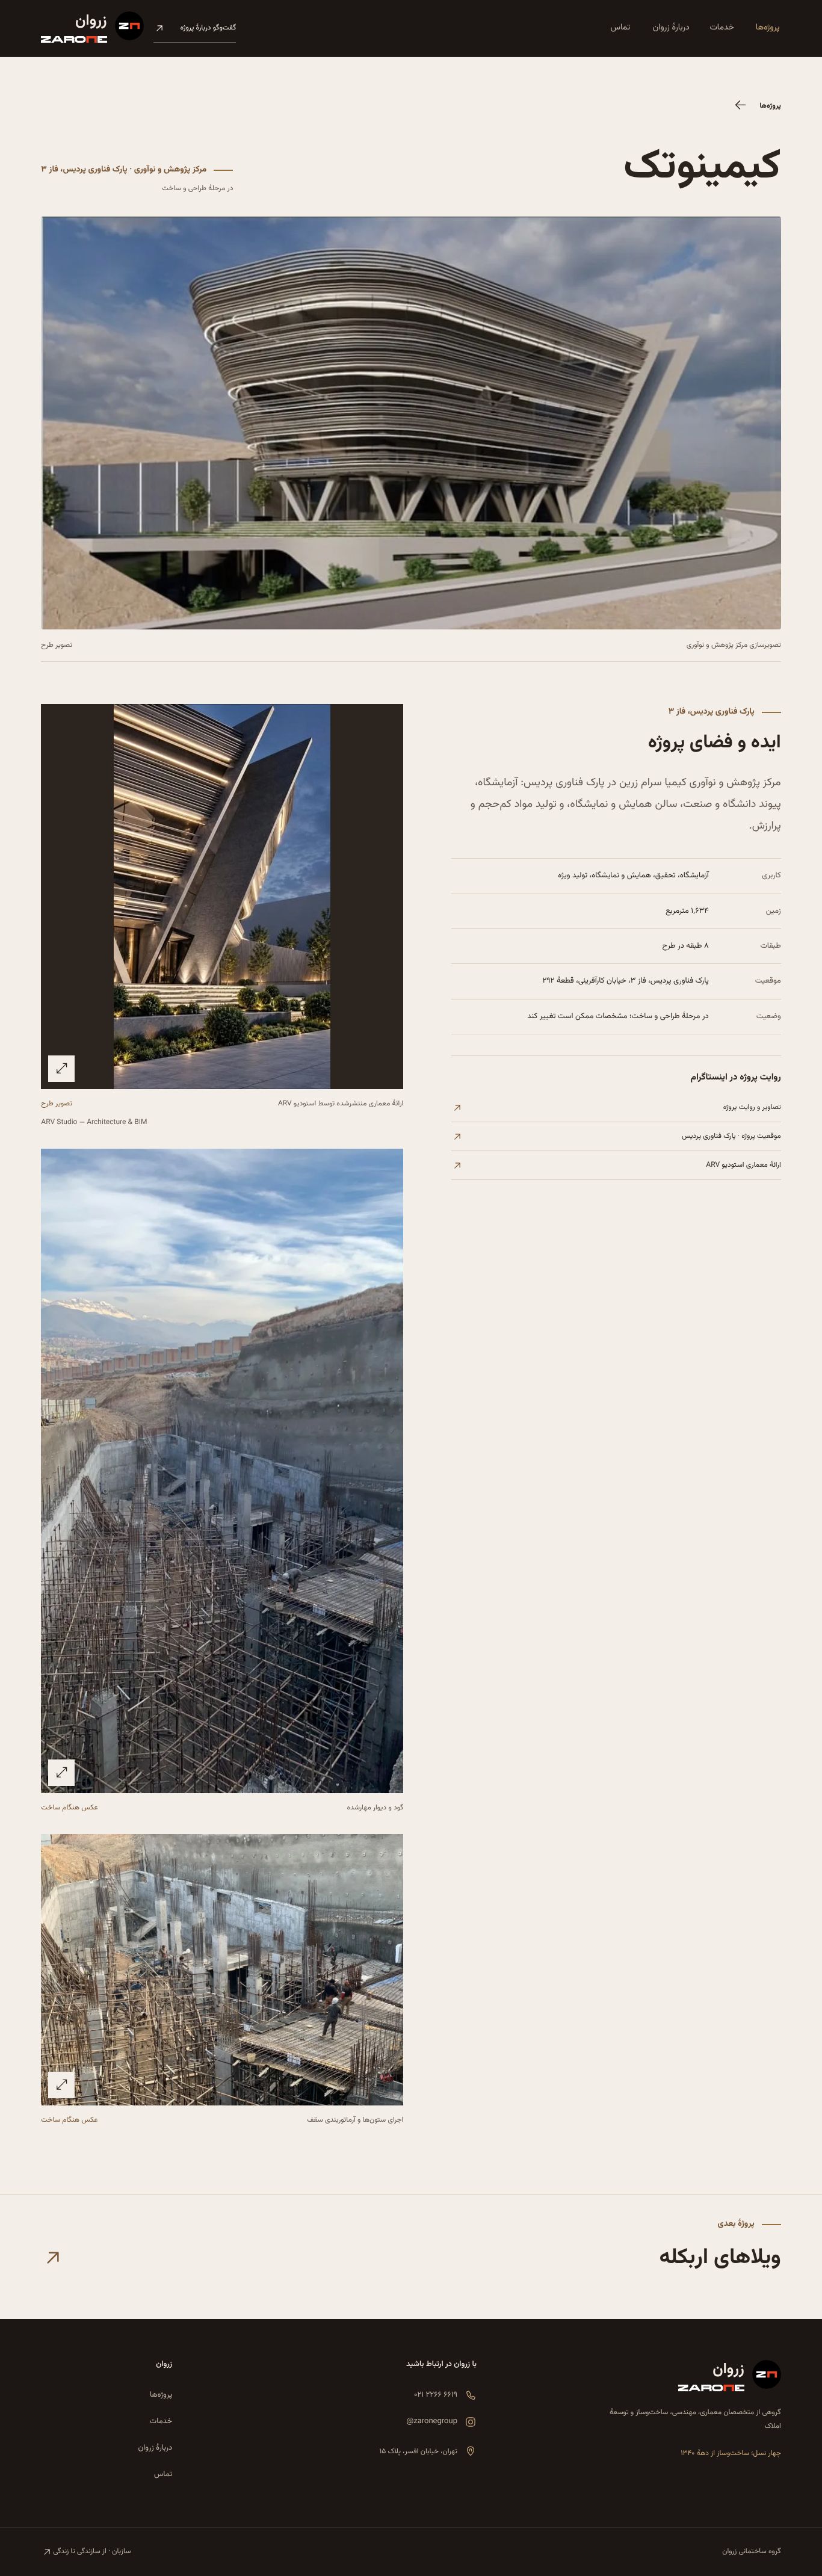 پروژه‌ها
خدمات
دربارهٔ زروان
تماس
گفت‌وگو دربارهٔ پروژه
زروان
ZARONE
پروژه‌ها
کیمینوتک
مرکز پژوهش و نوآوری · پارک فناوری پردیس، فاز ۳
در مرحلهٔ طراحی و ساخت
تصویرسازی مرکز پژوهش و نوآوری
تصویر طرح
پارک فناوری پردیس، فاز ۳
ایده و فضای پروژه
مرکز پژوهش و نوآوری کیمیا سرام زرین در پارک فناوری پردیس: آزمایشگاه،
پیوند دانشگاه و صنعت، سالن همایش و نمایشگاه، و تولید مواد کم‌حجم و
پرارزش.
کاربری
آزمایشگاه، تحقیق، همایش و نمایشگاه، تولید ویژه
زمین
۱,۶۳۴ مترمربع
طبقات
۸ طبقه در طرح
موقعیت
پارک فناوری پردیس، فاز ۳، خیابان کارآفرینی، قطعهٔ ۲۹۲
وضعیت
در مرحلهٔ طراحی و ساخت؛ مشخصات ممکن است تغییر کند
روایت پروژه در اینستاگرام
تصاویر و روایت پروژه
موقعیت پروژه · پارک فناوری پردیس
ارائهٔ معماری استودیو ARV
ارائهٔ معماری منتشرشده توسط استودیو ARV
تصویر طرح
ARV Studio — Architecture & BIM
گود و دیوار مهارشده
عکس هنگام ساخت
اجرای ستون‌ها و آرماتوربندی سقف
عکس هنگام ساخت
پروژهٔ بعدی
ویلاهای اربکله
زروان
ZARONE
گروهی از متخصصان معماری، مهندسی، ساخت‌وساز و توسعهٔ
املاک
چهار نسل؛ ساخت‌وساز از دههٔ ۱۳۴۰
با زروان در ارتباط باشید
۰۲۱ ۲۲۶۶ ۶۶۱۹
@zaronegroup
تهران، خیابان افسر، پلاک ۱۵
زروان
پروژه‌ها
خدمات
دربارهٔ زروان
تماس
گروه ساختمانی زروان
سازیان · از سازندگی تا زندگی